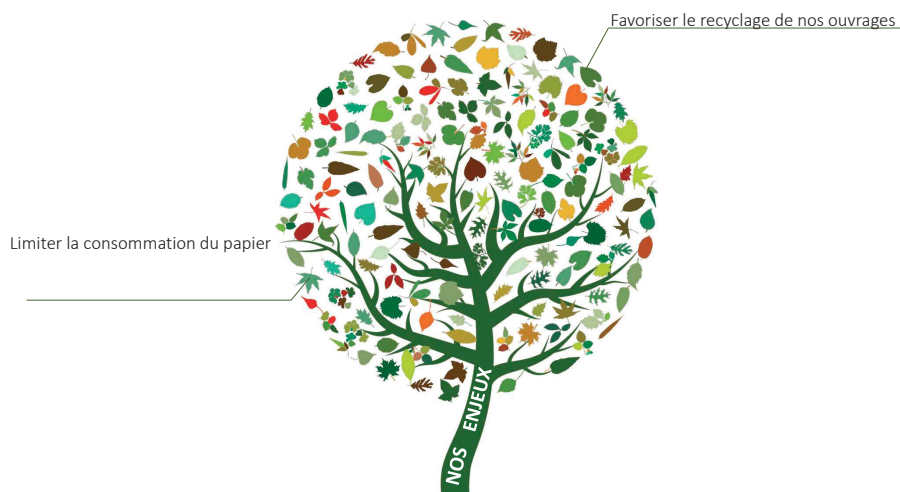 Favoriser le recyclage de nos ouvrages
Limiter la consommation du papier
NOS ENJEUX